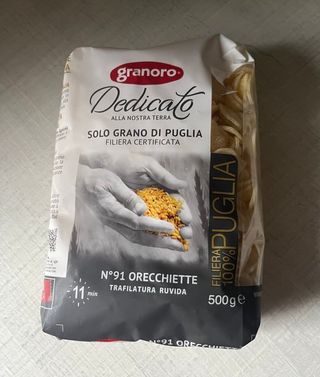 granoro
Dedicato
ALLA NOSTRA TERRA
SOLO GRANO DI PUGLIA
FILIERA CERTIFICATA
FILIERA
100%
PUGLIA
N°91 ORECCHIETTE
TRAFILATURA RUVIDA
11 min
500g e
N°91 ORECCHIETTE